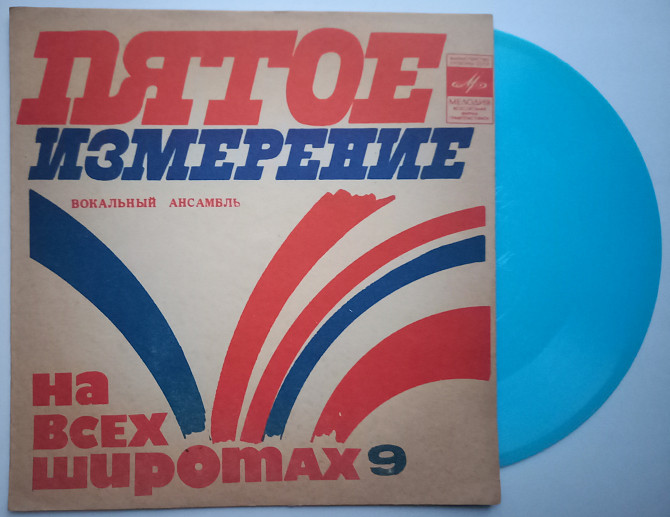 ПЯТОЕ
ИЗМЕРЕНИЕ
ВОКАЛЬНЫЙ АНСАМБЛЬ
МЕЛОДИЯ
на
всех
широтах 9